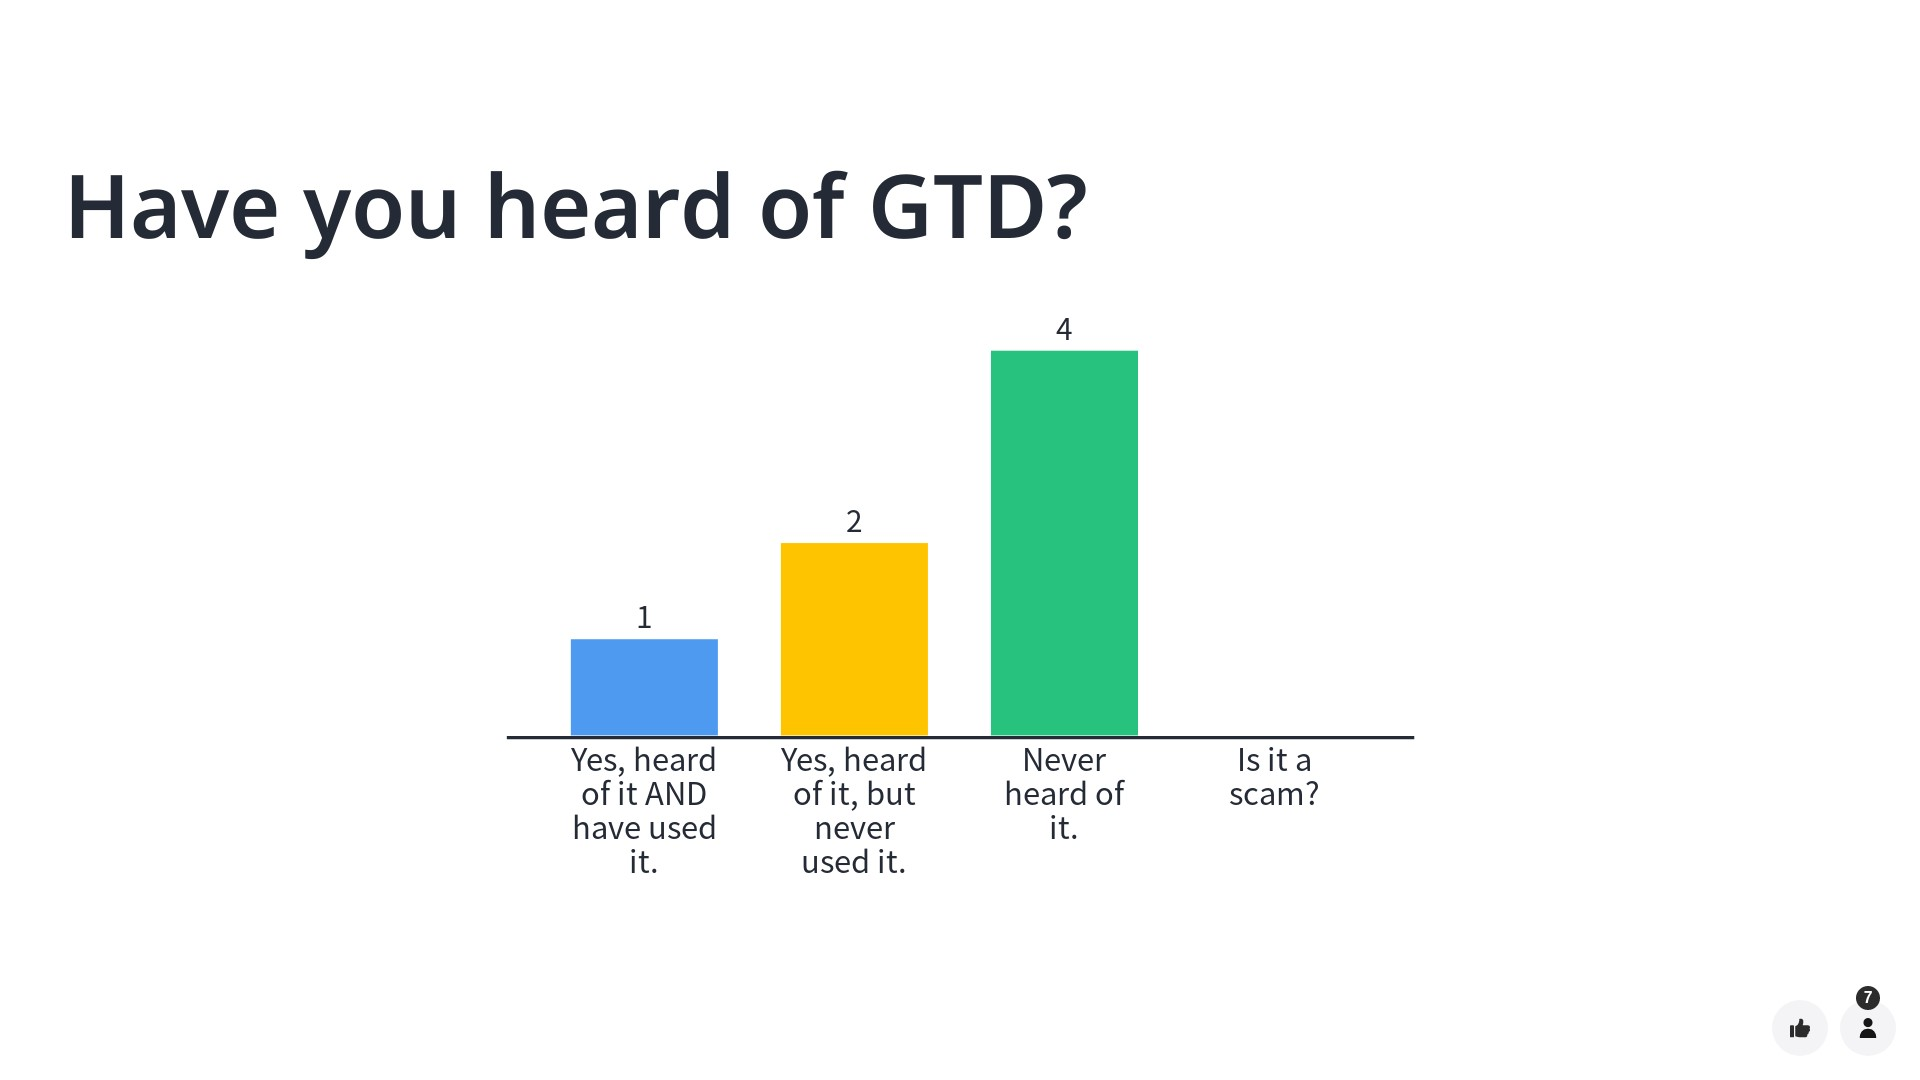 Have you heard of GTD?
4
2
1
Yes, heard
of it AND
have used
it.
Yes, heard
of it, but
never
used it.
Never
heard of
it.
Is it a
scam?
7